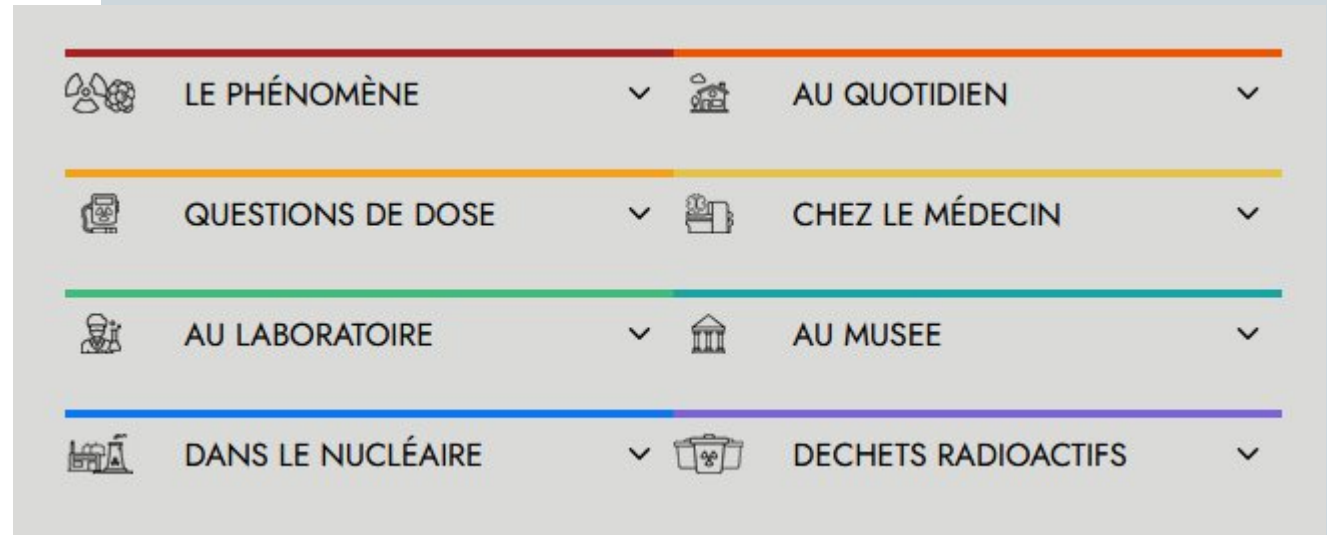 LE PHÉNOMÈNE
AU QUOTIDIEN
QUESTIONS DE DOSE
CHEZ LE MÉDECIN
AU LABORATOIRE
AU MUSEE
DANS LE NUCLÉAIRE
DECHETS RADIOACTIFS